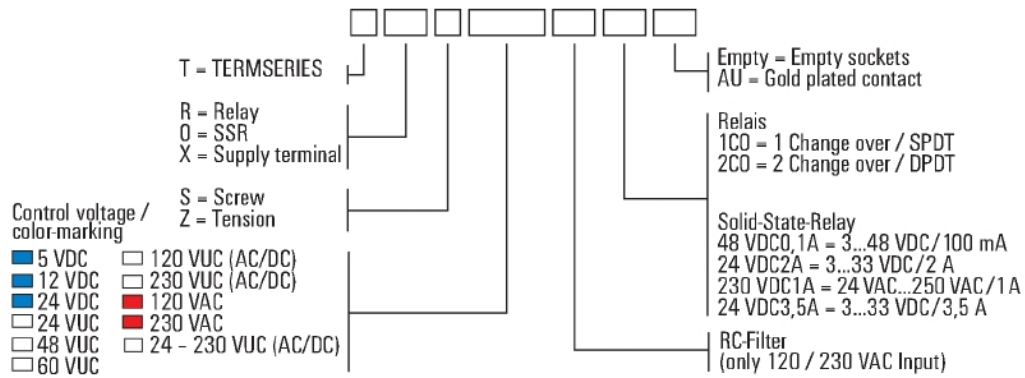 T = TERMSERIES
R = Relay
O = SSR
X = Supply terminal
S = Screw
Z = Tension
Control voltage /
color-marking
5 VDC
12 VDC
24 VDC
24 VUC
48 VUC
60 VUC
120 VUC (AC/DC)
230 VUC (AC/DC)
120 VAC
230 VAC
24 – 230 VUC (AC/DC)
Empty = Empty sockets
AU = Gold plated contact
Relais
1CO = 1 Change over / SPDT
2CO = 2 Change over / DPDT
Solid-State-Relay
48 VDC0,1A = 3...48 VDC/100 mA
24 VDC2A = 3...33 VDC/2 A
230 VDC1A = 24 VAC...250 VAC/1 A
24 VDC3,5A = 3...33 VDC/3,5 A
RC-Filter
(only 120 / 230 VAC Input)